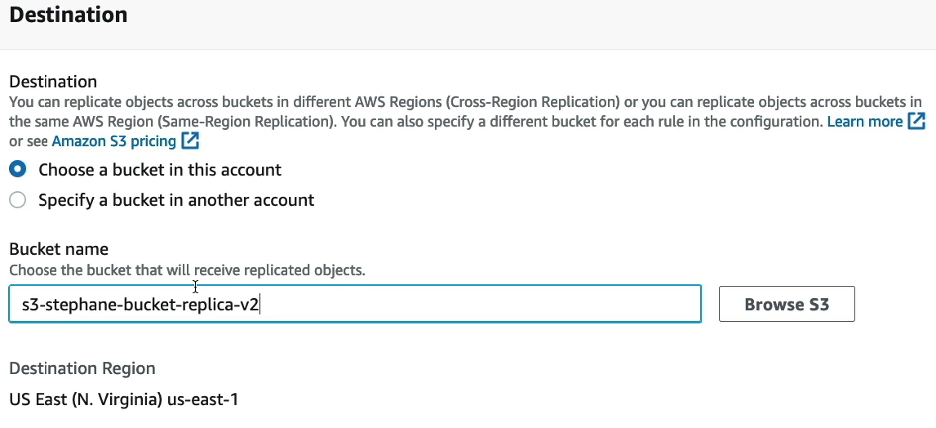 Destination
Destination
You can replicate objects across buckets in different AWS Regions (Cross-Region Replication) or you can replicate objects across buckets in
the same AWS Region (Same-Region Replication). You can also specify a different bucket for each rule in the configuration. Learn more
or see Amazon S3 pricing
Choose a bucket in this account
Specify a bucket in another account
Bucket name
Choose the bucket that will receive replicated objects.
s3-stephane-bucket-replica-v2
Browse S3
Destination Region
US East (N. Virginia) us-east-1